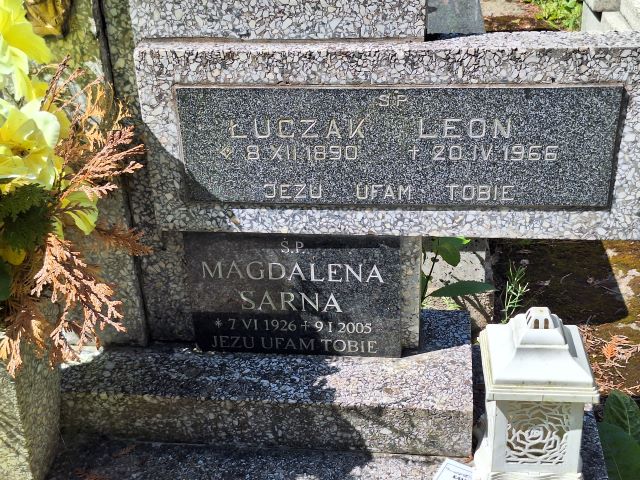 Ś.P.
ŁUCZAK LEON
* 8 XII.1890 + 20.IV.1966
JEZU UFAM TOBIE
Ś.P.
MAGDALENA
SARNA
* 7 VI 1926 + 9 I 2005
JEZU UFAM TOBIE